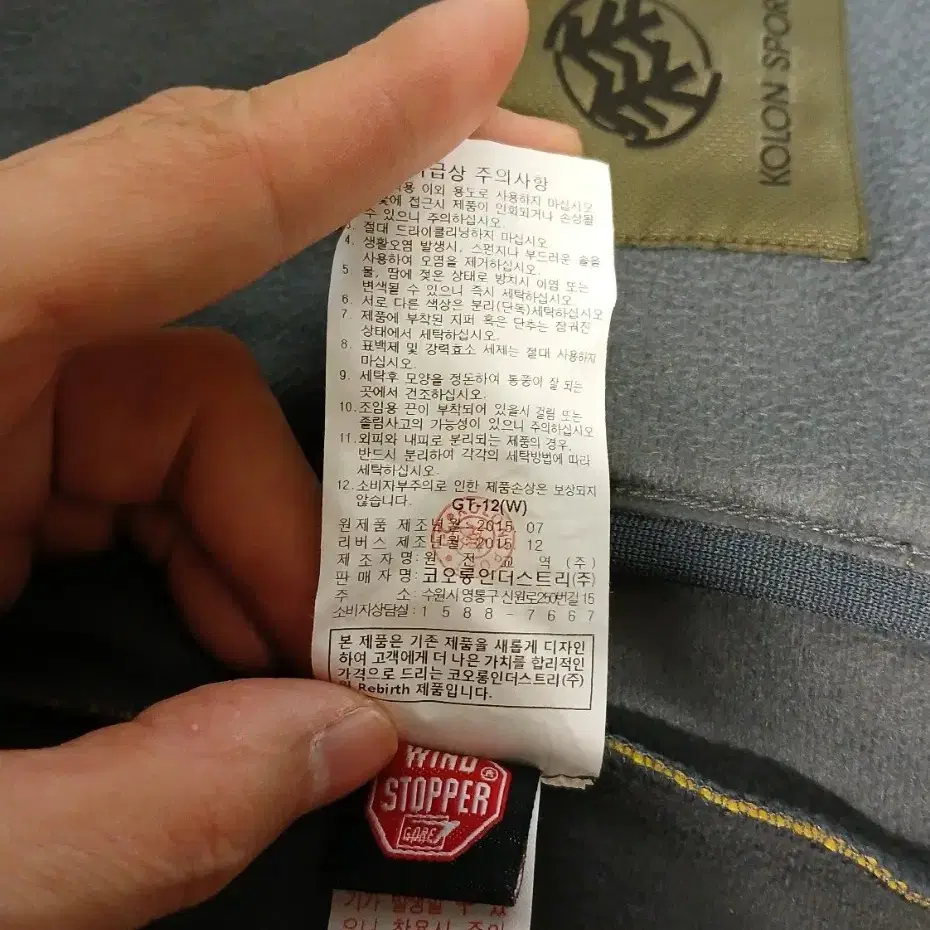 KOLON SPOR
급상 주의사항
이외 용도로 사용하지 마십시오
에 접근시 제품이 인화되거나 손상될
수 있으니 주의하십시오.
3. 절대 드라이클리닝하지 마십시오.
4. 생활오염 발생시, 스펀지나 부드러운 솔을
사용하여 오염을 제거하십시오.
5. 물, 땀에 젖은 상태로 방치시 이염 또는
변색될 수 있으니 즉시 세탁하십시오.
6. 서로 다른 색상은 분리(단독)세탁하십시오
7. 제품에 부착된 지퍼 혹은 단추는 잠궈진
상태에서 세탁하십시오.
8. 표백제 및 강력효소 세제는 절대 사용하지
마십시오.
9. 세탁후 모양을 정돈하여 통풍이 잘 되는
곳에서 건조하십시오.
10. 조임용 끈이 부착되어 있을시 걸림 또는
졸림사고의 가능성이 있으니 주의하십시오
11. 외피와 내피로 분리되는 제품의 경우,
반드시 분리하여 각각의 세탁방법에 따라
세탁하십시오.
12. 소비자부주의로 인한 제품손상은 보상되지
않습니다.
GT-12(W)
원제품 제조년월 2015. 07
리버스 제조년월 2015. 12
제조자명: 원전교역(주)
판매자명: 코오롱인더스트리(주)
주 소: 수원시 영통구 신원로250번길 15
소비자상담실: 1588-7667
본 제품은 기존 제품을 새롭게 디자인
하여 고객에게 더 나은 가치를 합리적인
가격으로 드리는 코오롱인더스트리(주)
Rebirth 제품입니다.
WIND
STOPPER®
GORE
기가 발생할 수 있
으니 착용시 주의